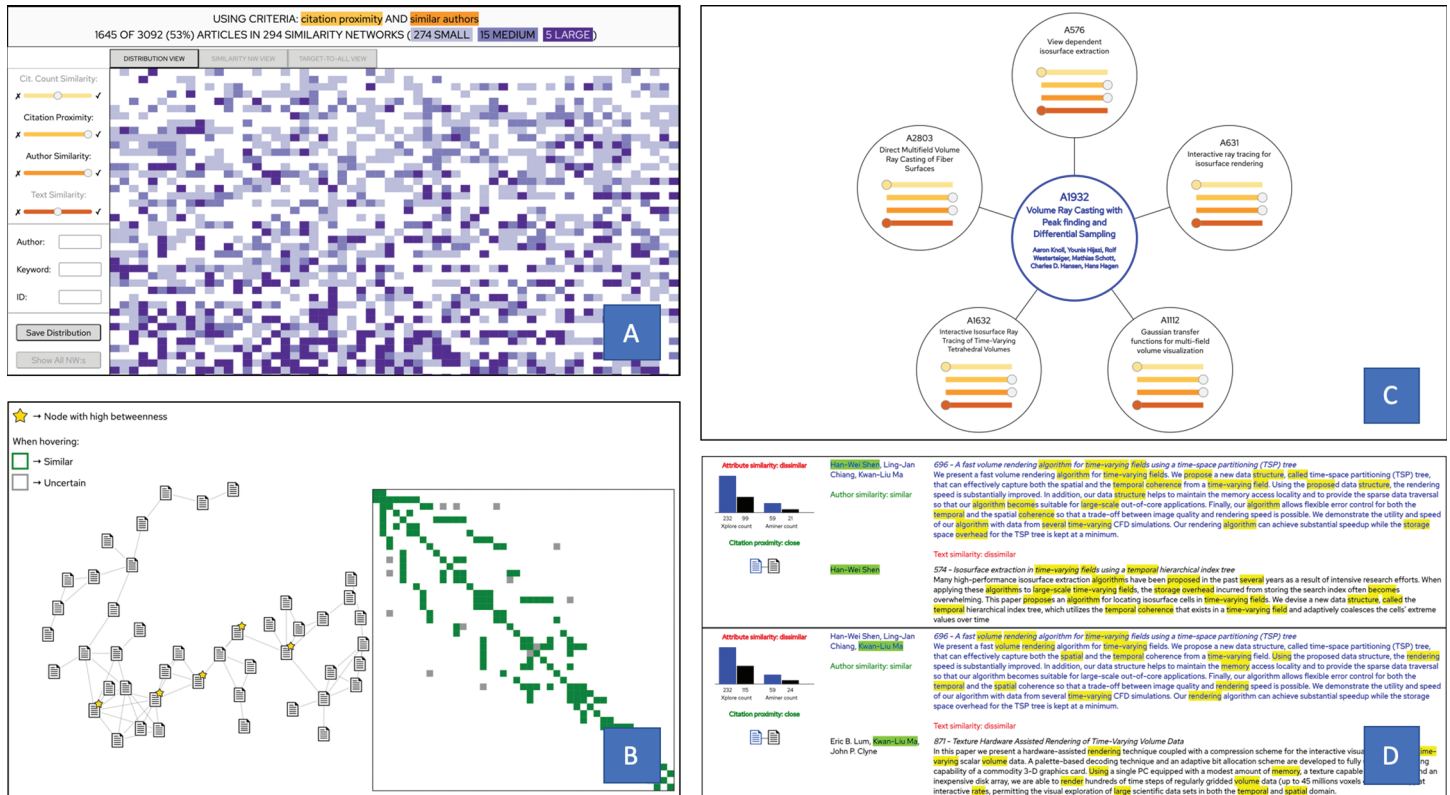 USING CRITERIA: citation proximity AND similar authors
1645 OF 3092 (53%) ARTICLES IN 294 SIMILARITY NETWORKS ( 274 SMALL 15 MEDIUM 5 LARGE )
DISTRIBUTION VIEW
SIMILARITY NW VIEW
TARGET-TO-ALL VIEW
Cit. Count Similarity:
✗ ✓
Citation Proximity:
✗ ✓
Author Similarity:
✗ ✓
Text Similarity:
✗ ✓
Author:
Keyword:
ID:
Save Distribution
Show All NW:s
A
→ Node with high betweenness
When hovering:
→ Similar
→ Uncertain
B
A576
View dependent
isosurface extraction
A2803
Direct Multifield Volume
Ray Casting of Fiber
Surfaces
A631
Interactive ray tracing for
isosurface rendering
A1932
Volume Ray Casting with
Peak finding and
Differential Sampling
Aaron Knoll, Younis Hijazi, Rolf
Westerteiger, Mathias Schott,
Charles D. Hansen, Hans Hagen
A1632
Interactive Isosurface Ray
Tracing of Time-Varying
Tetrahedral Volumes
A1112
Gaussian transfer
functions for multi-field
volume visualization
C
Attribute similarity: dissimilar
232 99 59 21
Xplore count Aminer count
Citation proximity: close
Han-Wei Shen, Ling-Jan
Chiang, Kwan-Liu Ma
Author similarity: similar
Han-Wei Shen
696 - A fast volume rendering algorithm for time-varying fields using a time-space partitioning (TSP) tree
We present a fast volume rendering algorithm for time-varying fields. We propose a new data structure, called time-space partitioning (TSP) tree,
that can effectively capture both the spatial and the temporal coherence from a time-varying field. Using the proposed data structure, the rendering
speed is substantially improved. In addition, our data structure helps to maintain the memory access locality and to provide the sparse data traversal
so that our algorithm becomes suitable for large-scale out-of-core applications. Finally, our algorithm allows flexible error control for both the
temporal and the spatial coherence so that a trade-off between image quality and rendering speed is possible. We demonstrate the utility and speed
of our algorithm with data from several time-varying CFD simulations. Our rendering algorithm can achieve substantial speedup while the storage
space overhead for the TSP tree is kept at a minimum.
Text similarity: dissimilar
574 - Isosurface extraction in time-varying fields using a temporal hierarchical index tree
Many high-performance isosurface extraction algorithms have been proposed in the past several years as a result of intensive research efforts. When
applying these algorithms to large-scale time-varying fields, the storage overhead incurred from storing the search index often becomes
overwhelming. This paper proposes an algorithm for locating isosurface cells in time-varying fields. We devise a new data structure, called the
temporal hierarchical index tree, which utilizes the temporal coherence that exists in a time-varying field and adaptively coalesces the cells' extreme
values over time
Attribute similarity: dissimilar
232 115 59 24
Xplore count Aminer count
Citation proximity: close
Han-Wei Shen, Ling-Jan
Chiang, Kwan-Liu Ma
Author similarity: similar
Eric B. Lum, Kwan-Liu Ma,
John P. Clyne
696 - A fast volume rendering algorithm for time-varying fields using a time-space partitioning (TSP) tree
We present a fast volume rendering algorithm for time-varying fields. We propose a new data structure, called time-space partitioning (TSP) tree,
that can effectively capture both the spatial and the temporal coherence from a time-varying field. Using the proposed data structure, the rendering
speed is substantially improved. In addition, our data structure helps to maintain the memory access locality and to provide the sparse data traversal
so that our algorithm becomes suitable for large-scale out-of-core applications. Finally, our algorithm allows flexible error control for both the
temporal and the spatial coherence so that a trade-off between image quality and rendering speed is possible. We demonstrate the utility and speed
of our algorithm with data from several time-varying CFD simulations. Our rendering algorithm can achieve substantial speedup while the storage
space overhead for the TSP tree is kept at a minimum.
Text similarity: dissimilar
871 - Texture Hardware Assisted Rendering of Time-Varying Volume Data
In this paper we present a hardware-assisted rendering technique coupled with a compression scheme for the interactive time-
varying scalar volume data. A palette-based decoding technique and an adaptive bit allocation scheme are developed to fully
capability of a commodity 3-D graphics card. Using a single PC equipped with a modest amount of memory, a texture capable and an
inexpensive disk array, we are able to render hundreds of time steps of regularly gridded volume data (up to 45 millions voxels at
interactive rates, permitting the visual exploration of large scientific data sets in both the temporal and spatial domain.
D